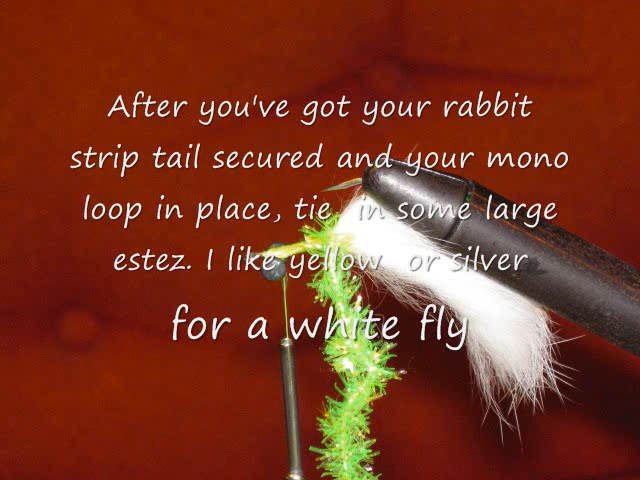 After you've got your rabbit
strip tail secured and your mono
loop in place, tie  in some large
estez. I like yellow  or silver
for a white fly